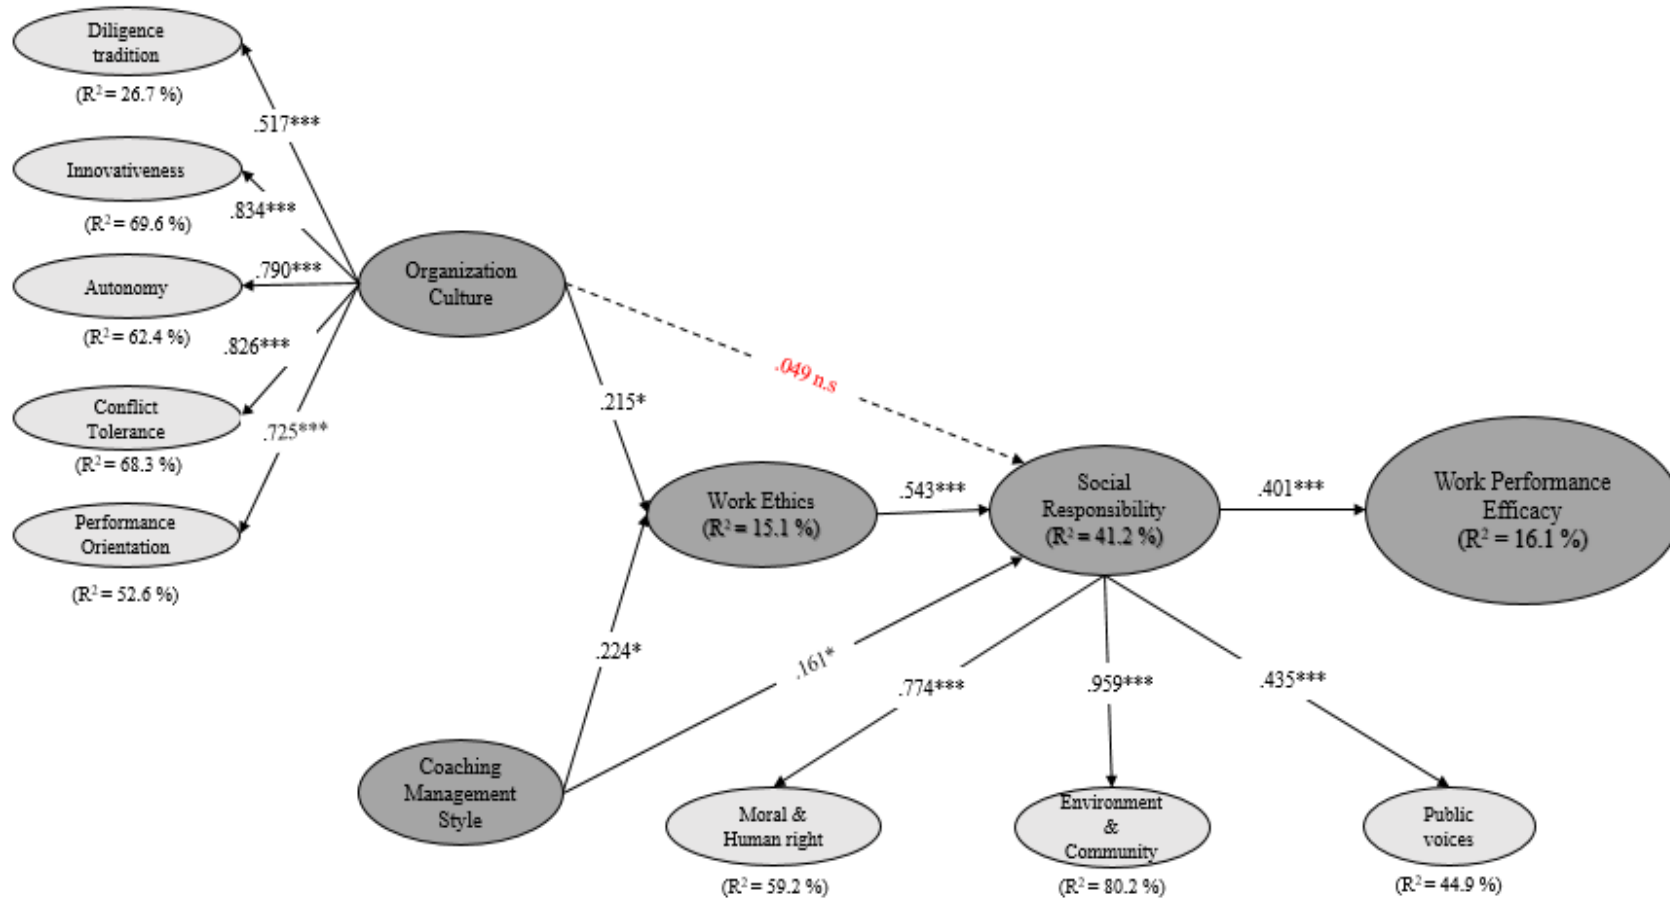 Diligence
tradition
(R² = 26.7 %)
.517***
Innovativeness
(R² = 69.6 %)
.834***
Autonomy
(R² = 62.4 %)
.790***
Conflict
Tolerance
(R² = 68.3 %)
.826***
Performance
Orientation
(R² = 52.6 %)
.725***
Organization
Culture
.049 n.s
.215*
Work Ethics
(R² = 15.1 %)
.543***
Social
Responsibility
(R² = 41.2 %)
.401***
Work Performance
Efficacy
(R² = 16.1 %)
.224*
.161*
Coaching
Management
Style
.774***
.959***
.435***
Moral &
Human right
(R² = 59.2 %)
Environment
&
Community
(R² = 80.2 %)
Public
voices
(R² = 44.9 %)